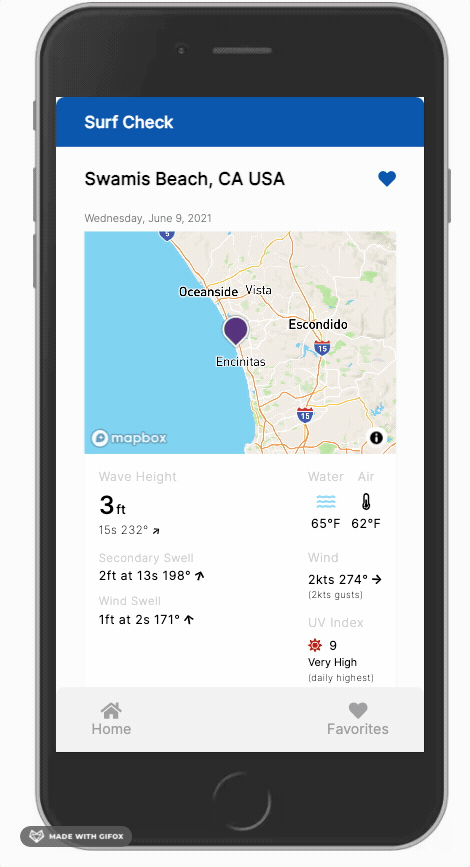 Surf Check
Swamis Beach, CA USA
Wednesday, June 9, 2021
5
Oceanside Vista
Escondido
15
Encinitas
15
mapbox
i
Wave Height
3 ft
15s 232°
Secondary Swell
2ft at 13s 198°
Wind Swell
1ft at 2s 171°
Water Air
65°F 62°F
Wind
2kts 274°
(2kts gusts)
UV Index
9
Very High
(daily highest)
Home
Favorites
MADE WITH GIFOX